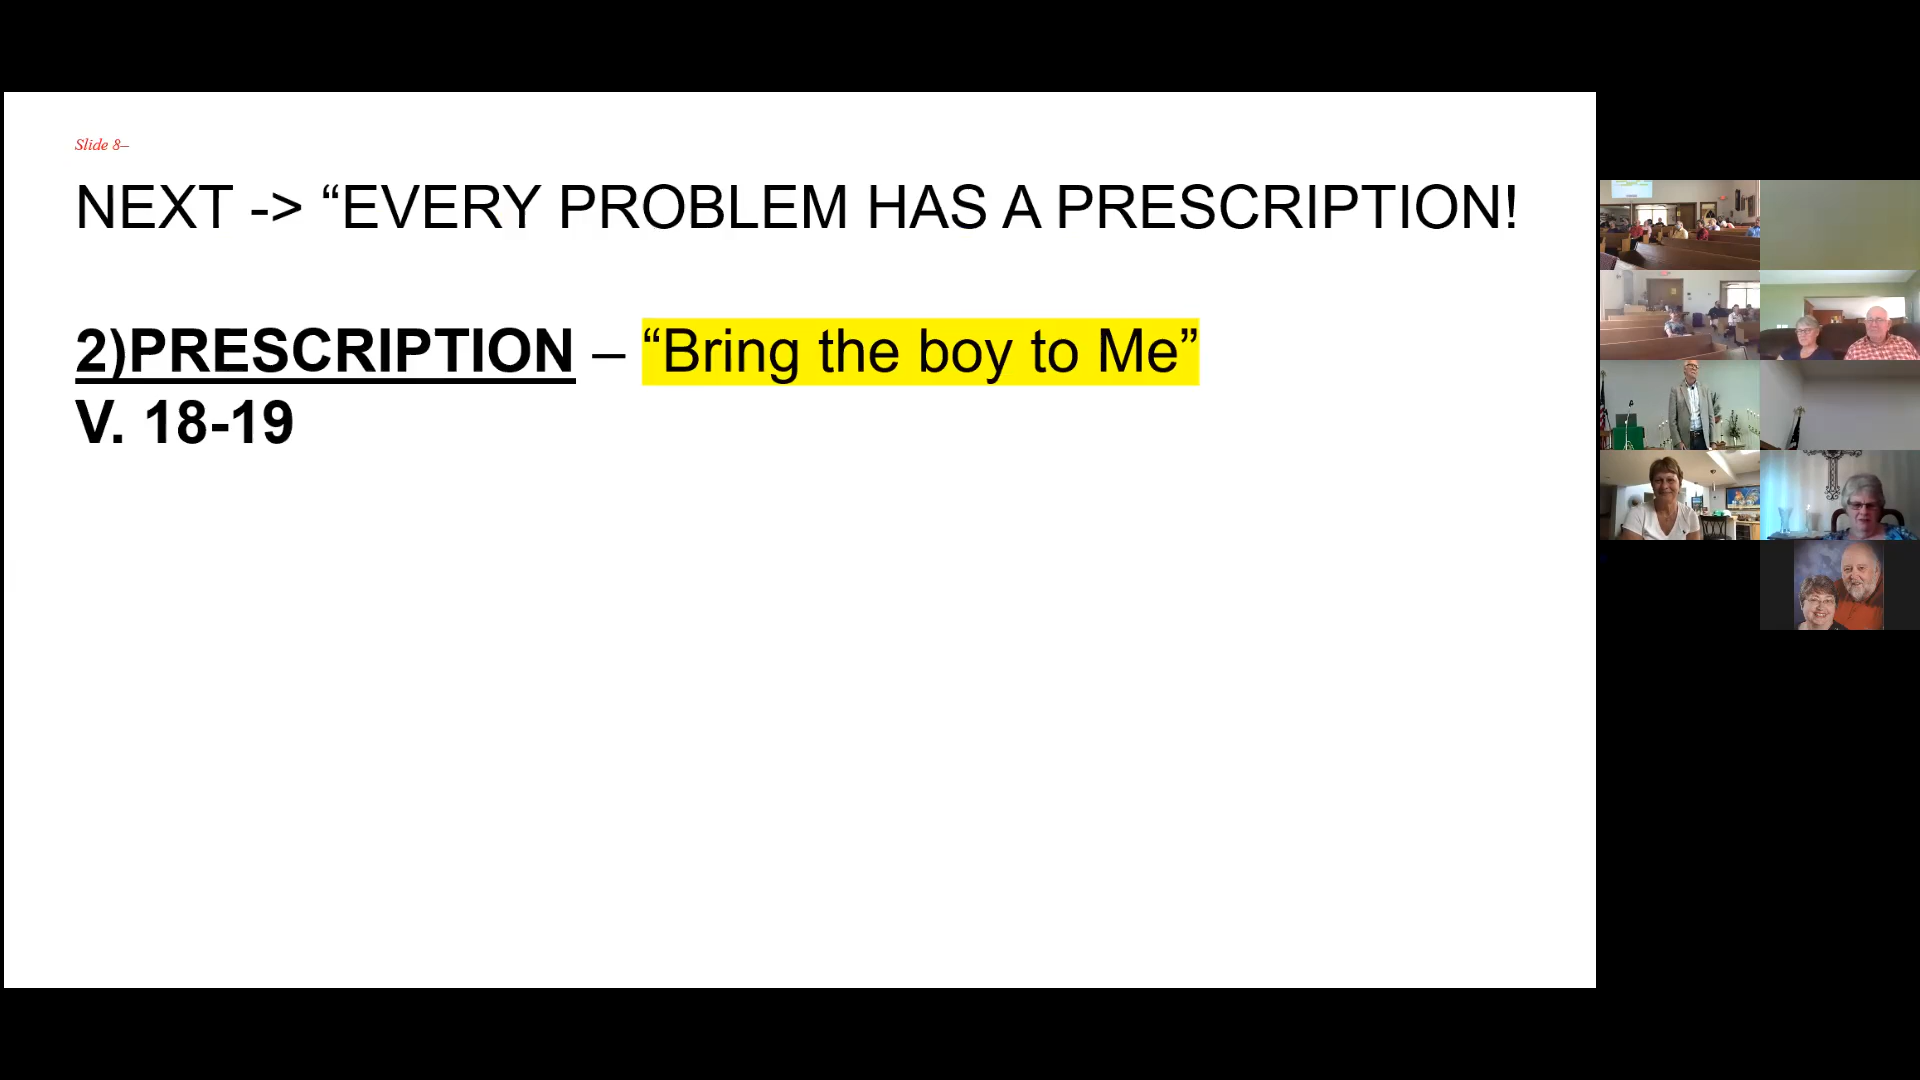 Slide 8–
NEXT -> “EVERY PROBLEM HAS A PRESCRIPTION!
2)PRESCRIPTION – “Bring the boy to Me”
V. 18-19